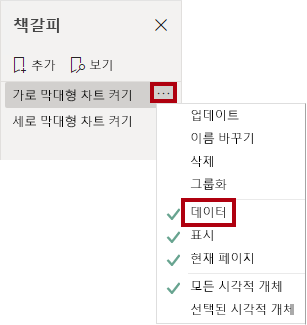 책갈피
추가 보기
가로 막대형 차트 켜기 ...
세로 막대형 차트 켜기
업데이트
이름 바꾸기
삭제
그룹화
데이터
표시
현재 페이지
모든 시각적 개체
선택된 시각적 개체